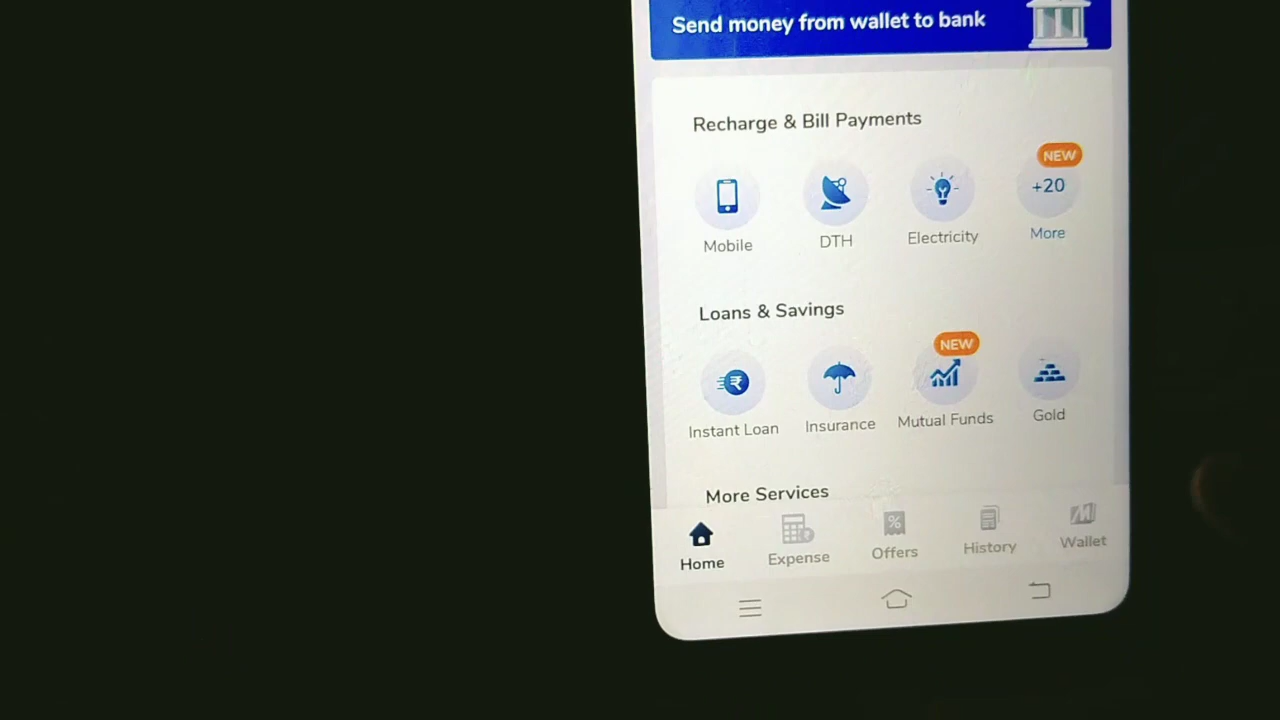 Send money from wallet to bank
Recharge & Bill Payments
NEW
+20
Mobile DTH Electricity More
Loans & Savings
NEW
Instant Loan Insurance Mutual Funds Gold
More Services
Home Expense Offers History Wallet